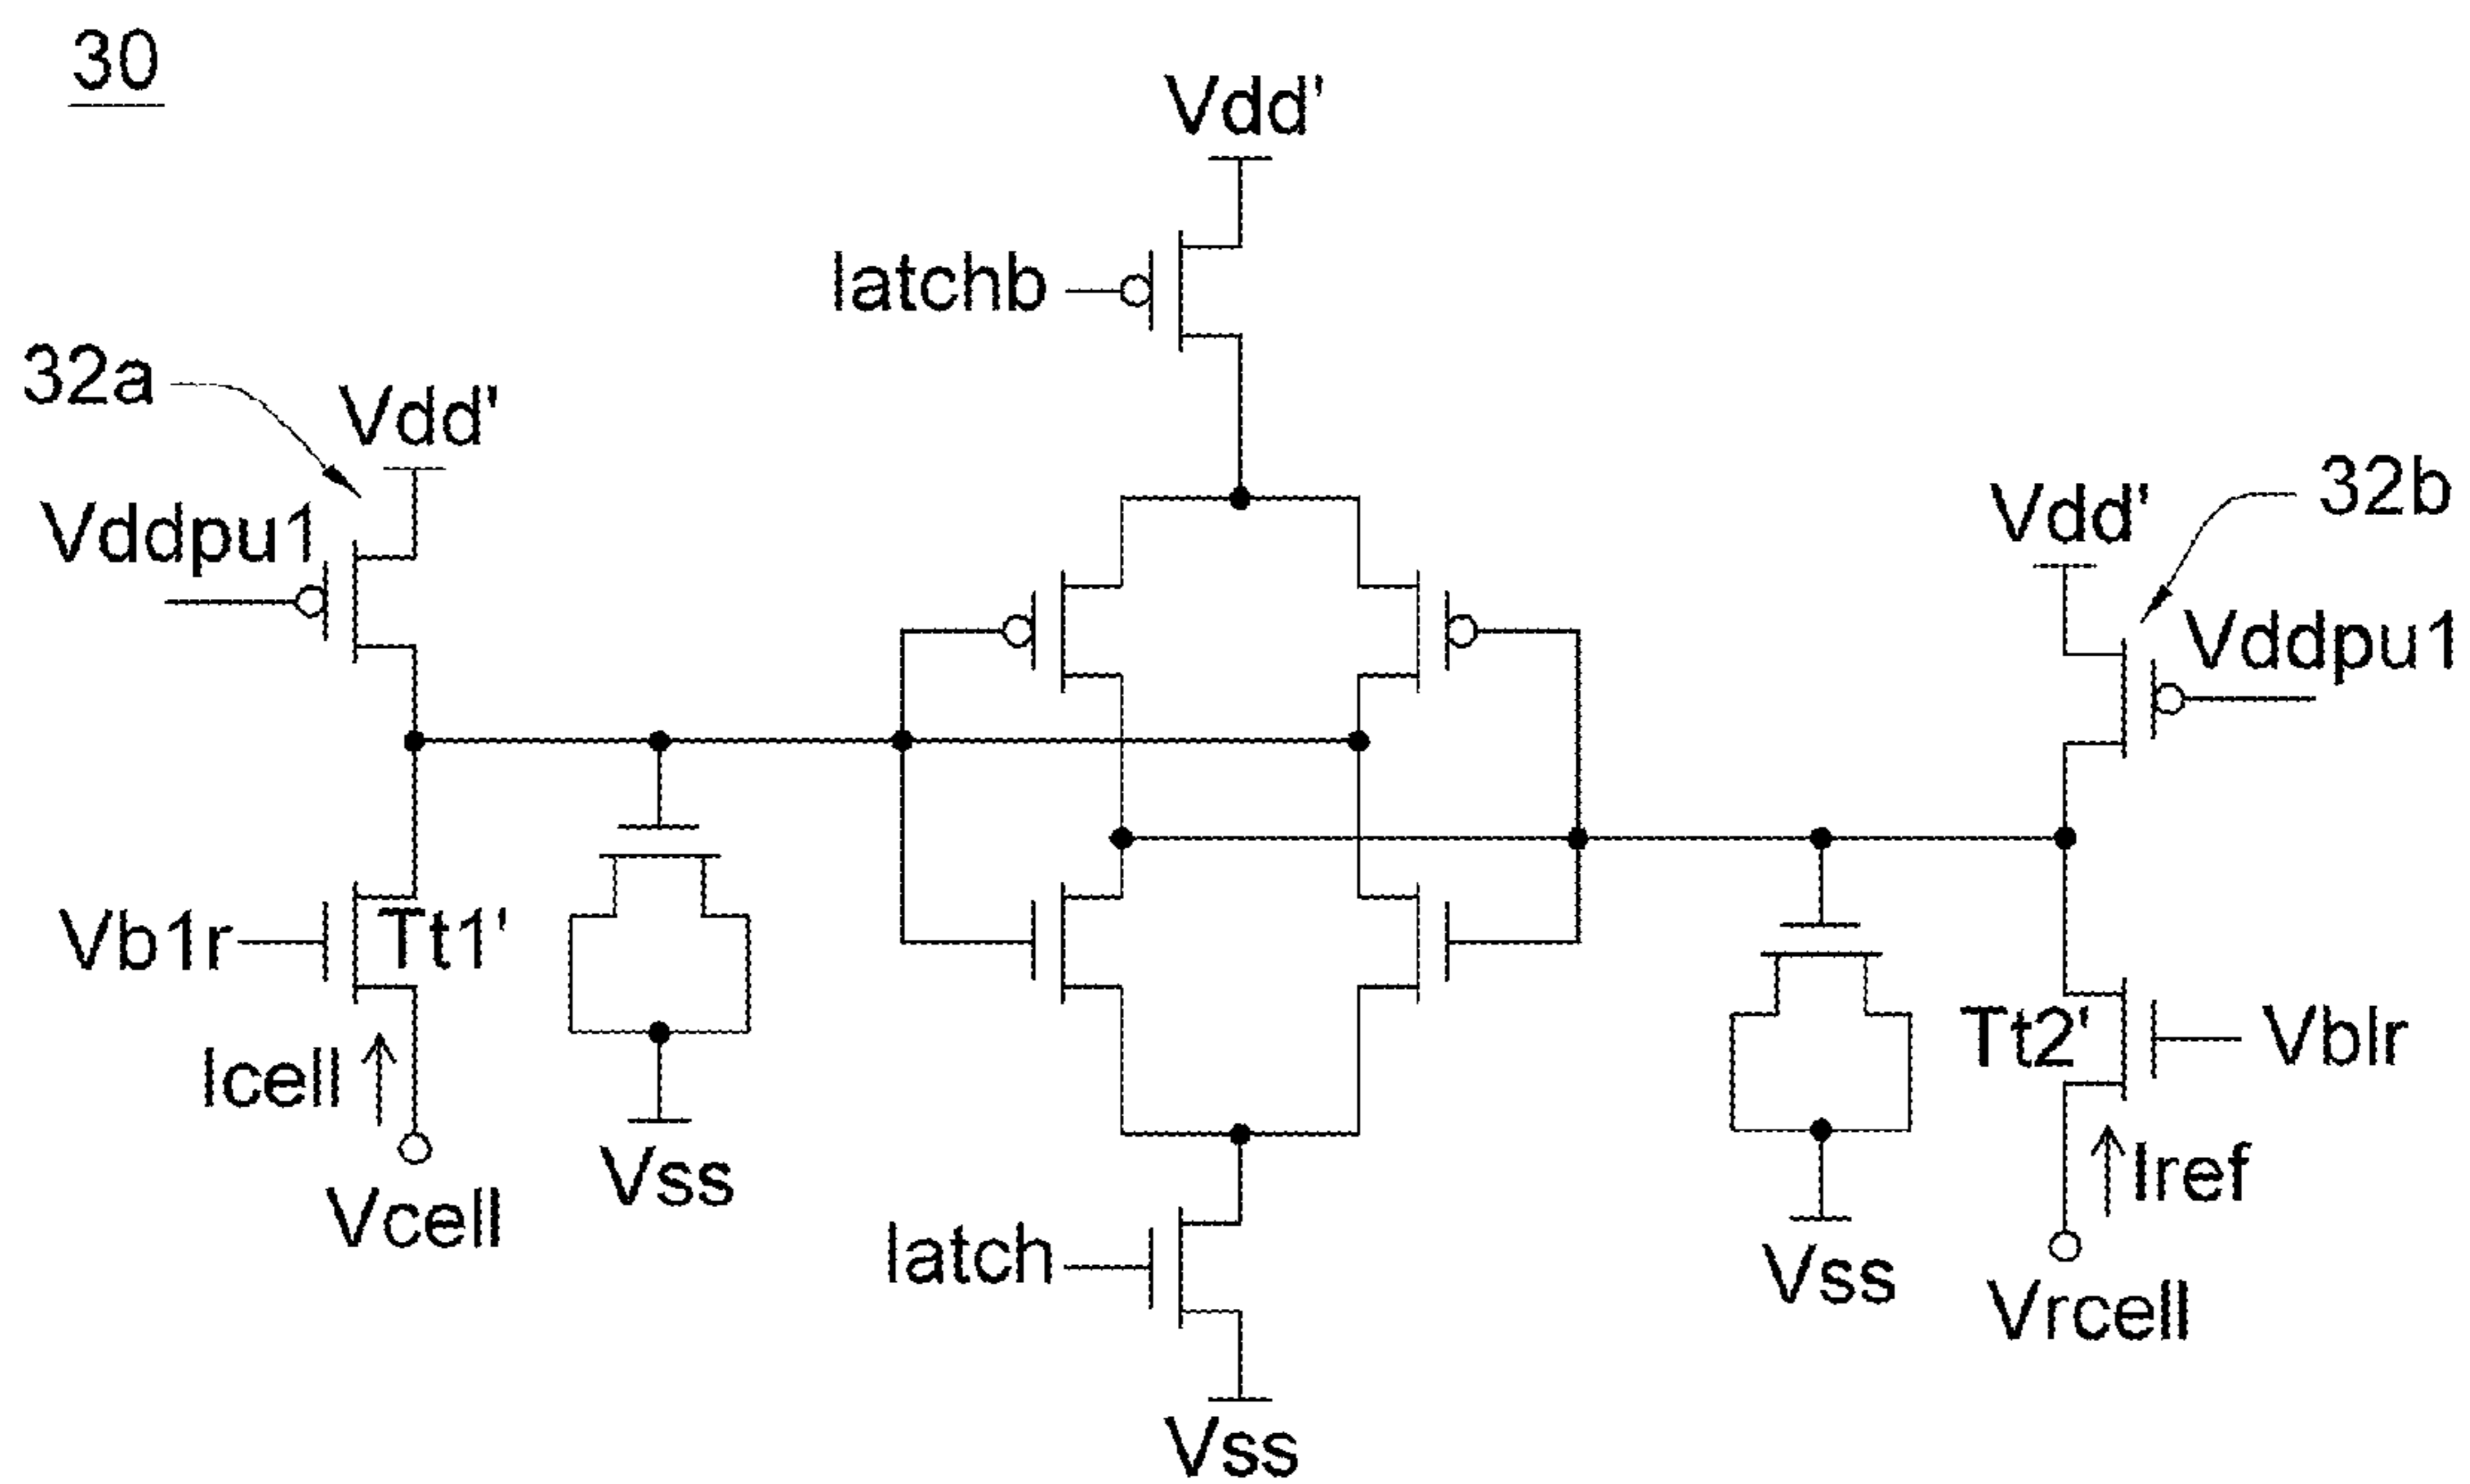 30
Vdd'
latchb
32a
Vdd'
Vddpu1
32b
Vdd'
Vddpu1
Vb1r
Tt1'
Icell
Vcell
Vss
Tt2'
Vblr
Iref
Vrcell
Vss
latch
Vss